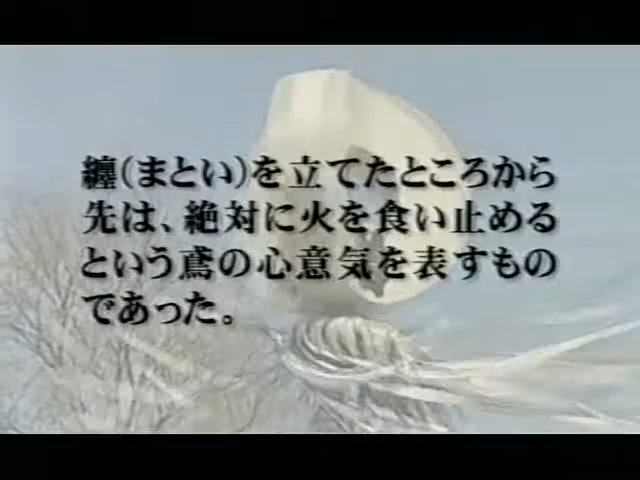 纏(まとい)を立てたところから
先は、絶対に火を食い止める
という鳶の心意気を表すもの
であった。